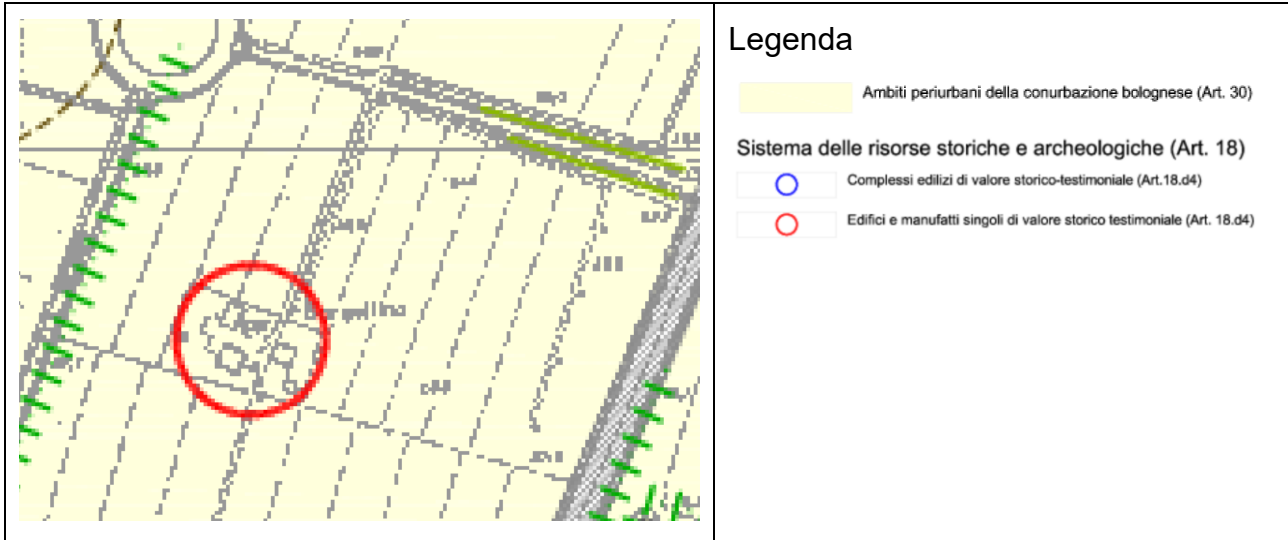 Legenda
Ambiti periurbani della conurbazione bolognese (Art. 30)
Sistema delle risorse storiche e archeologiche (Art. 18)
Complessi edilizi di valore storico-testimoniale (Art.18.d4)
Edifici e manufatti singoli di valore storico testimoniale (Art. 18.d4)